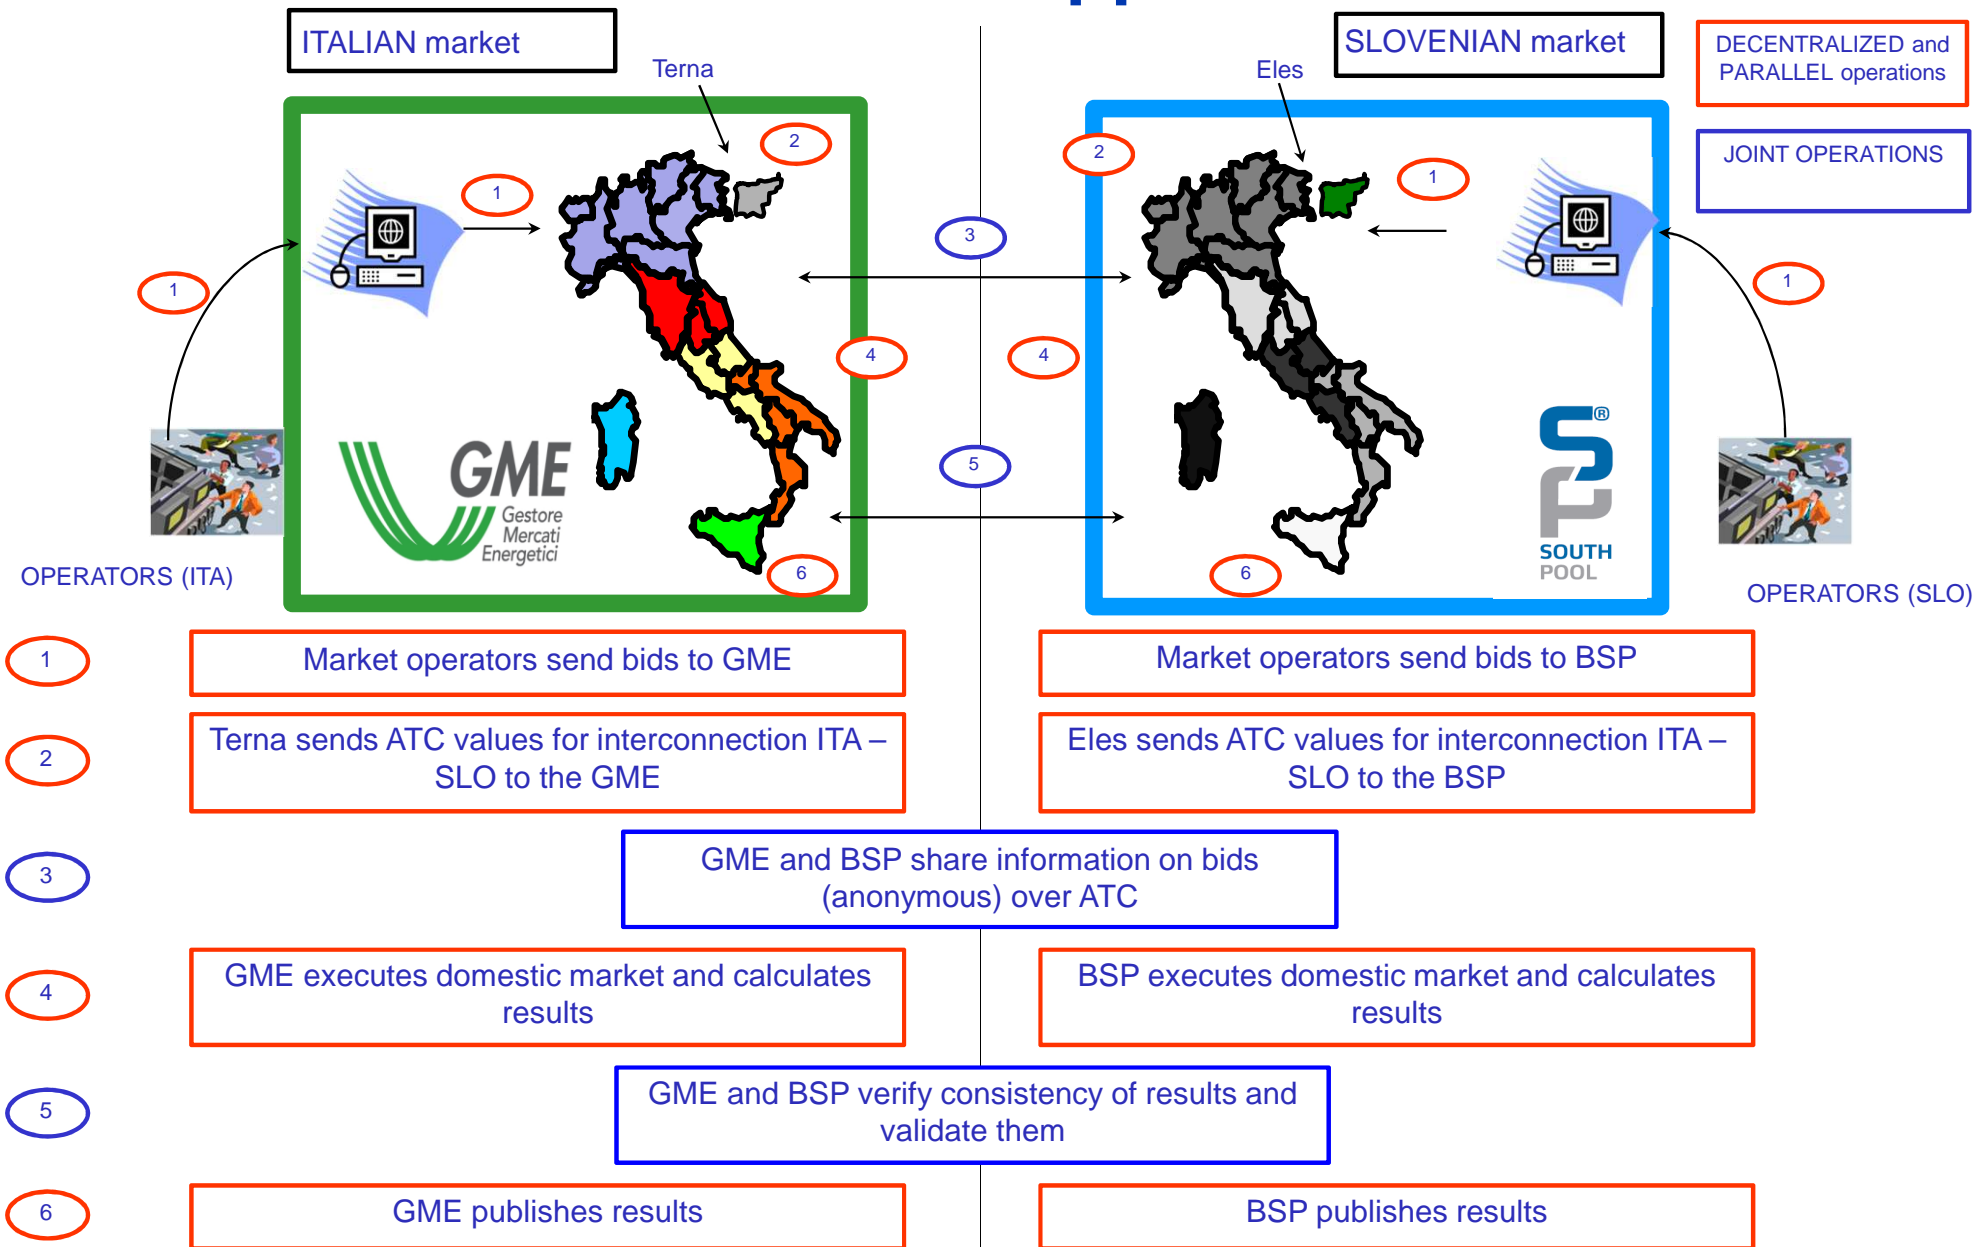 ITALIAN market
SLOVENIAN market
DECENTRALIZED and
PARALLEL operations
JOINT OPERATIONS
Terna
Eles
2
2
1
1
3
1
1
4
4
5
GME
Gestore
Mercati
Energetici
®
SP
SOUTH
POOL
6
6
OPERATORS (ITA)
OPERATORS (SLO)
1
Market operators send bids to GME
Market operators send bids to BSP
2
Terna sends ATC values for interconnection ITA –
SLO to the GME
Eles sends ATC values for interconnection ITA –
SLO to the BSP
3
GME and BSP share information on bids
(anonymous) over ATC
4
GME executes domestic market and calculates
results
BSP executes domestic market and calculates
results
5
GME and BSP verify consistency of results and
validate them
6
GME publishes results
BSP publishes results